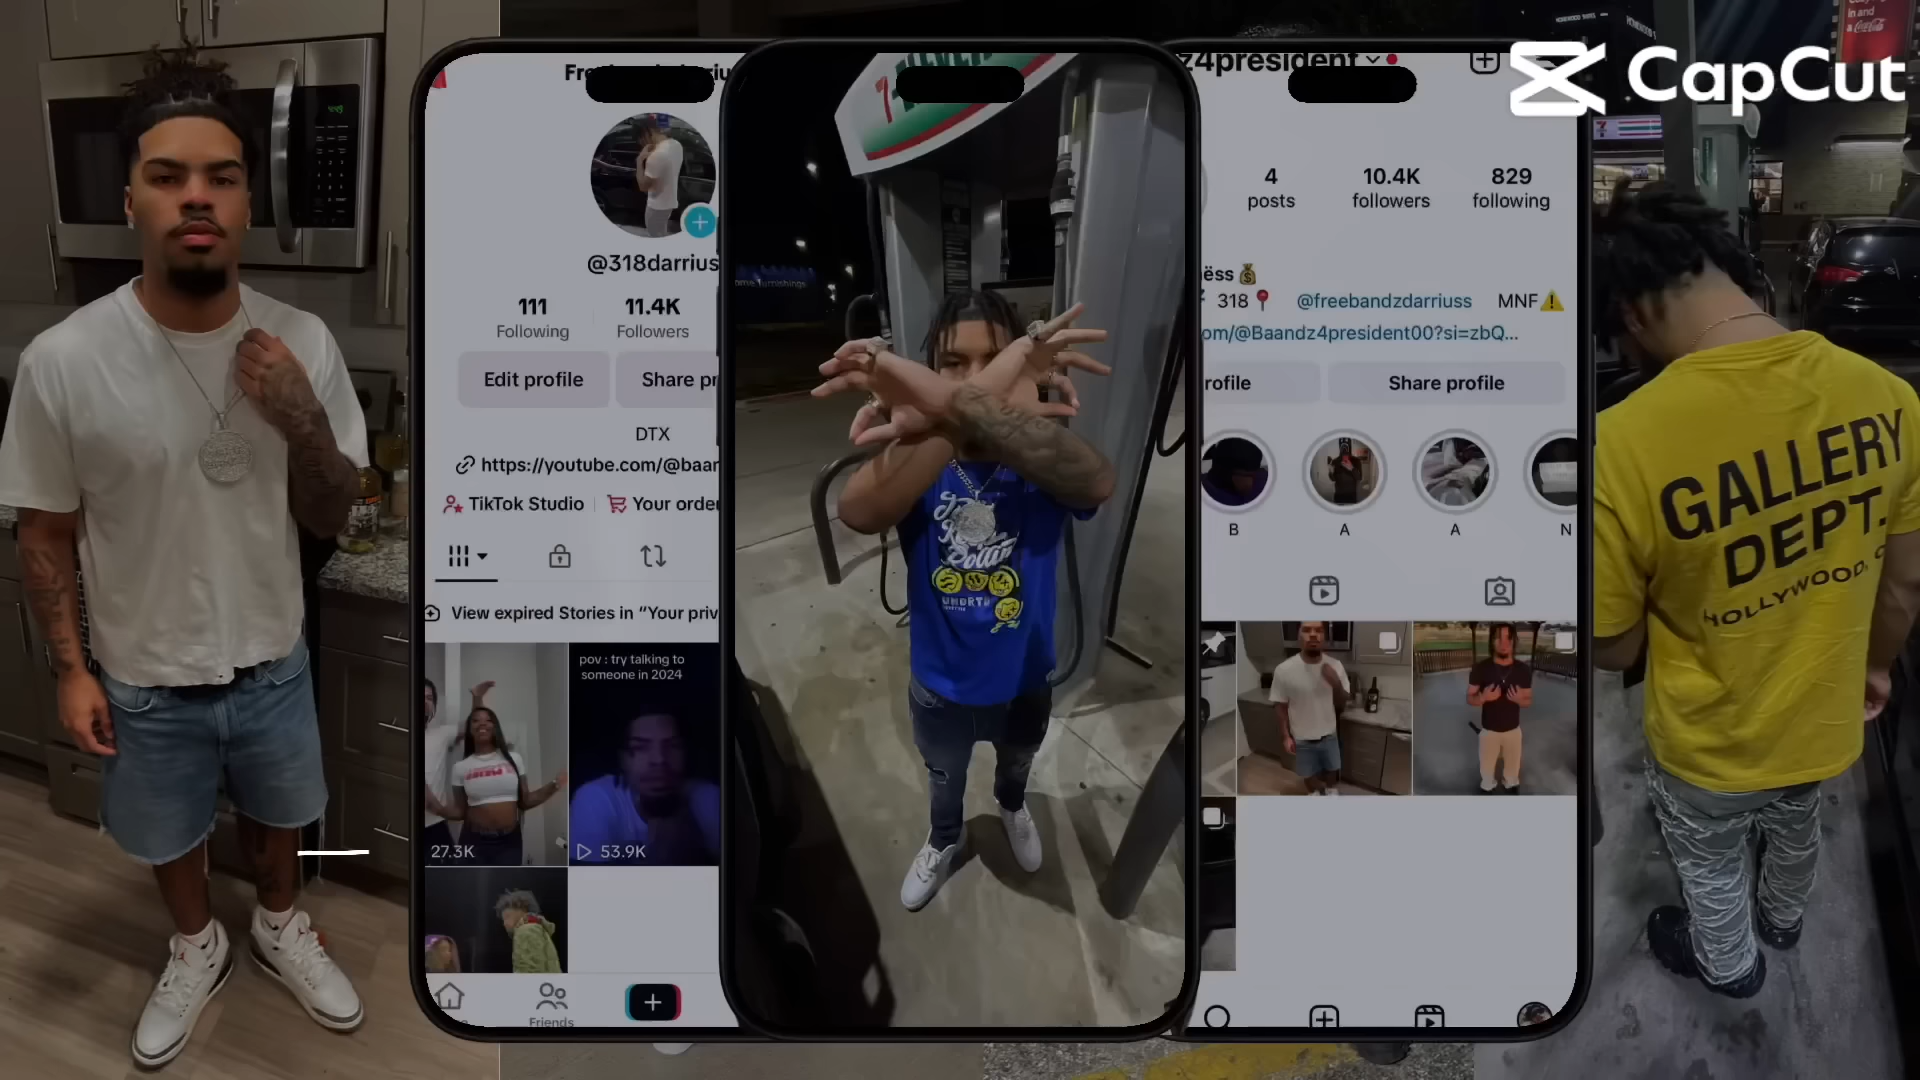 CapCut
@318darrius
111
Following
11.4K
Followers
Edit profile
Share pr
DTX
https://youtube.com/@baar
TikTok Studio
Your order
View expired Stories in “Your priv
pov : try talking to
someone in 2024
27.3K
53.9K
Friends
z4president
4
posts
10.4K
followers
829
following
ëss
318
@freebandzdarriuss
MNF
om/@Baandz4president00?si=zbQ...
rofile
Share profile
B
A
A
N
GALLERY
DEPT.
HOLLYWOOD, C